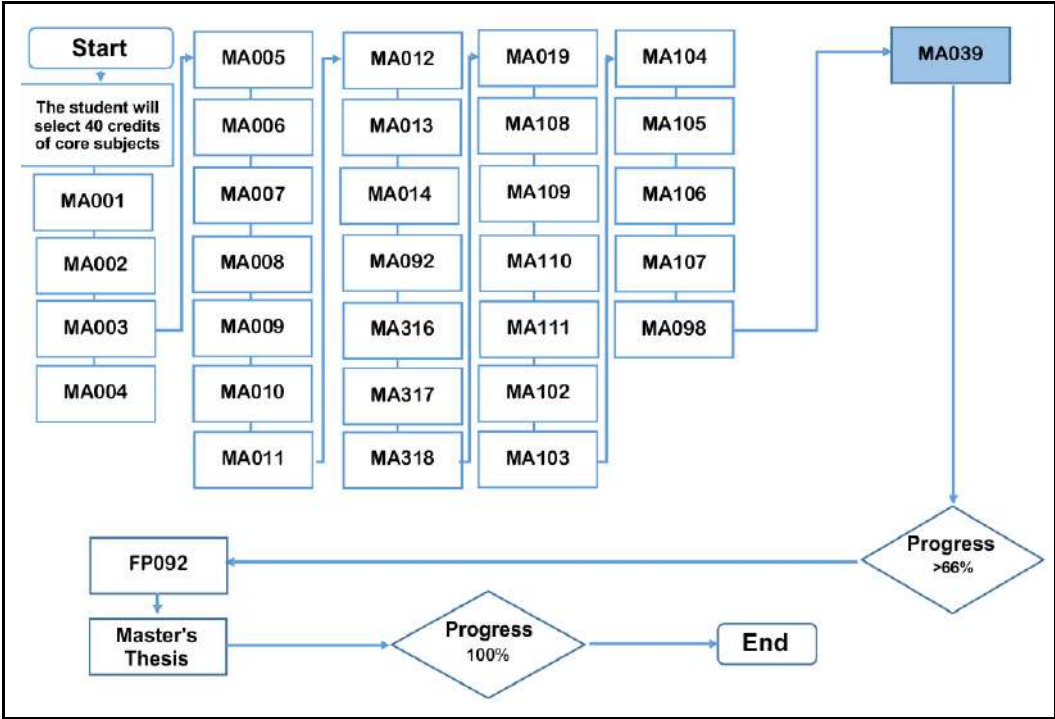 Start
The student will
select 40 credits
of core subjects
MA001
MA002
MA003
MA004
MA005
MA006
MA007
MA008
MA009
MA010
MA011
MA012
MA013
MA014
MA092
MA316
MA317
MA318
MA019
MA108
MA109
MA110
MA111
MA102
MA103
MA104
MA105
MA106
MA107
MA098
MA039
Progress
>66%
FP092
Master's
Thesis
Progress
100%
End